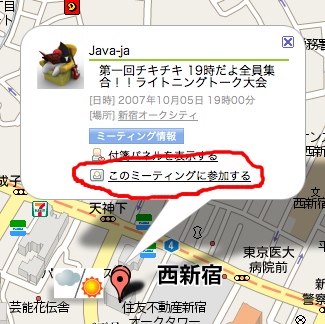 Java-ja
第一回チキチキ 19時だよ全員集
合！！ライトニングトーク大会
[日時] 2007年10月05日 19時00分
[場所] 新宿オークシティ
ミーティング情報
付箋パネルを表示する
このミーティングに参加する
成子
天神下
4
西新宿
東京医大
病院前
新
警察
芸能花伝舎
住友不動産新宿
オークタワー
西新